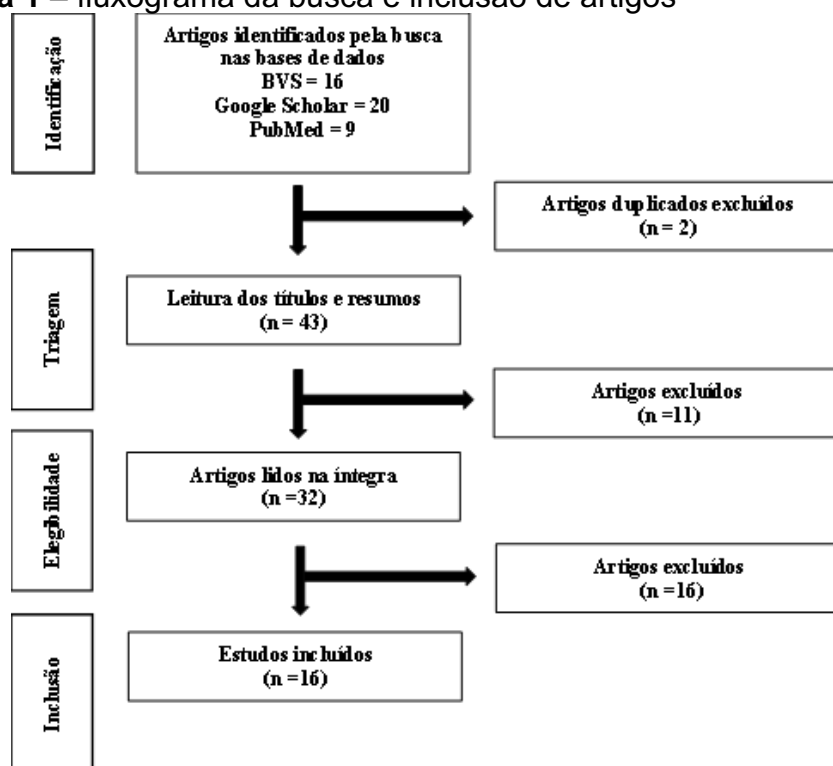 a 1 – fluxograma da busca e inclusão de artigos
Identificação
Artigos identificados pela busca
nas bases de dados
BVS = 16
Google Scholar = 20
PubMed = 9
Artigos duplicados excluídos
(n = 2)
Triagem
Leitura dos títulos e resumos
(n = 43)
Artigos excluídos
(n =11)
Elegibilidade
Artigos lidos na íntegra
(n =32)
Artigos excluídos
(n =16)
Inclusão
Estudos incluídos
(n =16)